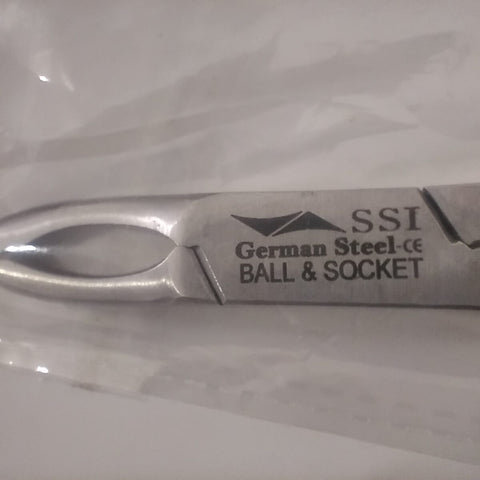 SSI
German Steel-CE
BALL & SOCKET